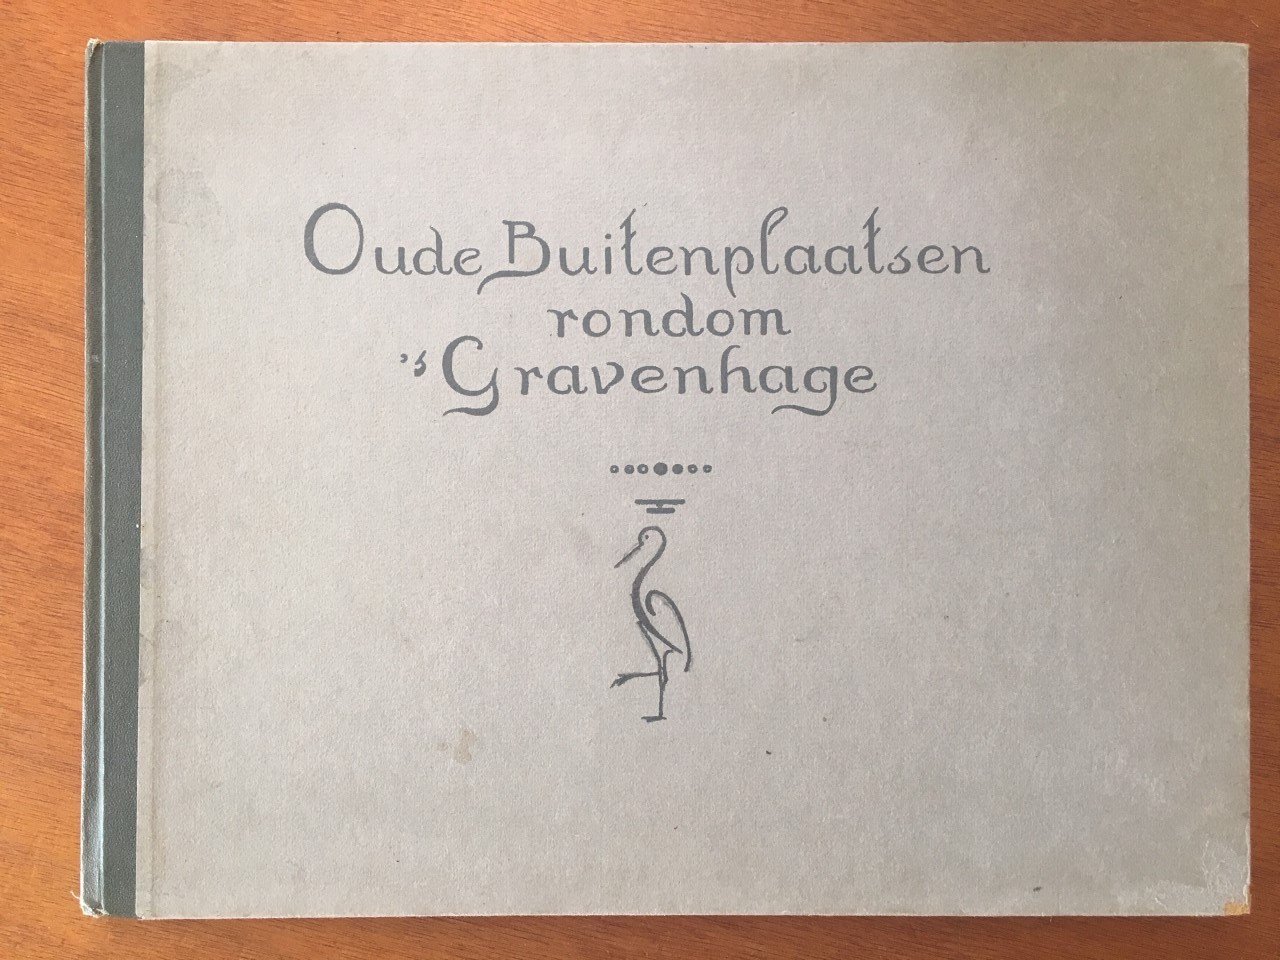 Oude Buitenplaatsen
rondom
's Gravenhage